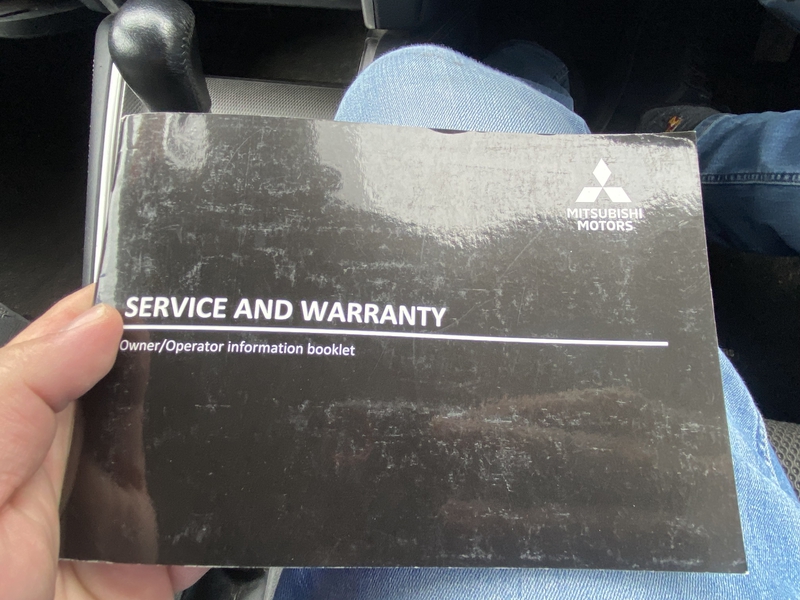 MITSUBISHI
MOTORS
SERVICE AND WARRANTY
Owner/Operator information booklet